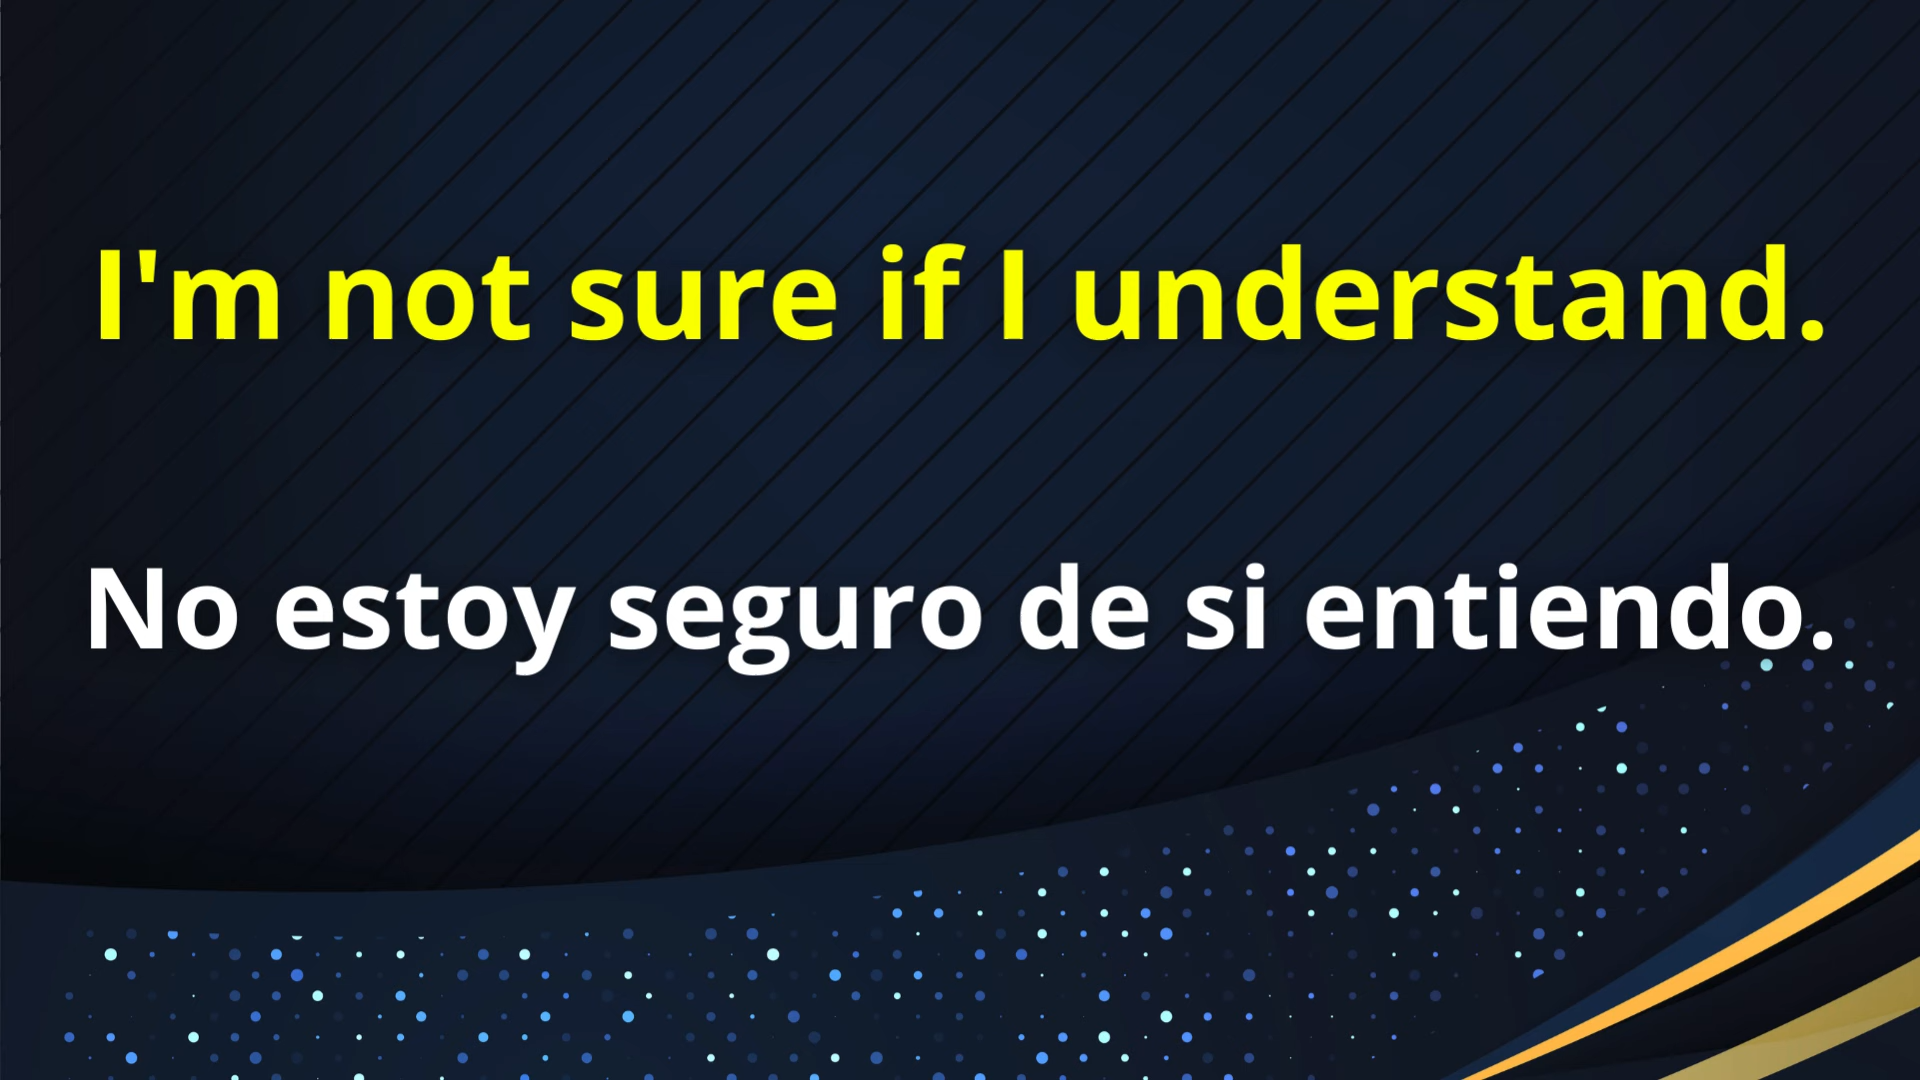 I'm not sure if I understand.
No estoy seguro de si entiendo.